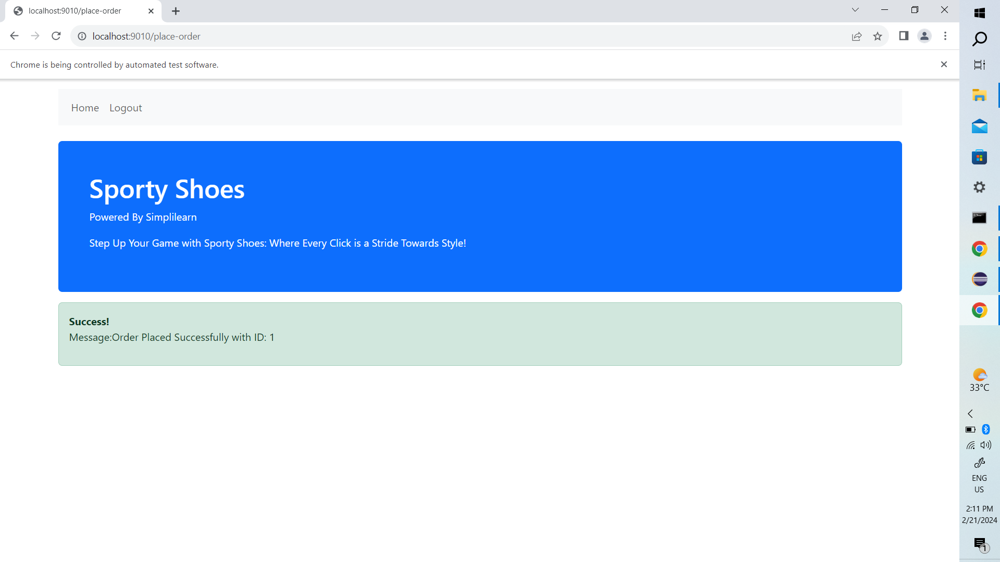 localhost:9010/place-order
localhost:9010/place-order
Chrome is being controlled by automated test software.
Home Logout
Sporty Shoes
Powered By Simplilearn
Step Up Your Game with Sporty Shoes: Where Every Click is a Stride Towards Style!
Success!
Message:Order Placed Successfully with ID: 1
33°C
ENG
US
2:11 PM
2/21/2024
1